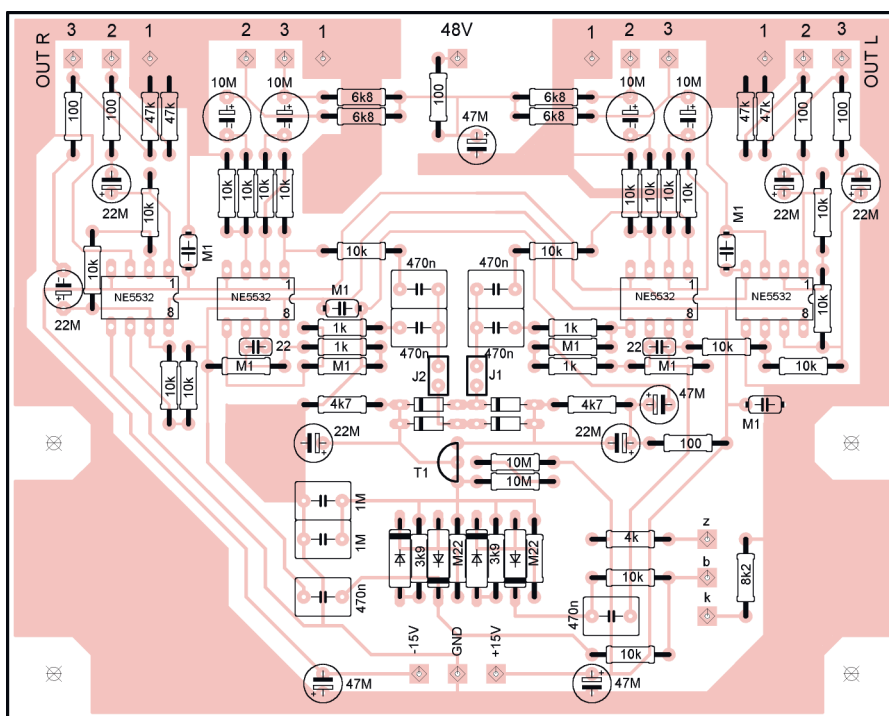 OUT R
3 2 1 2 3 1 48V 1 2 3 1 2 3
OUT L
10M 10M 10M 10M
100 100 47k 47k 6k8 100 6k8 47k 47k 100 100
6k8 47M 6k8
10k 10k 10k 10k 10k 10k 10k 10k
22M 10k 22M 10k 22M
M1 M1
10k 10k 10k
470n 470n
10k
1 1 1 1
NE5532 NE5532 M1 NE5532 NE5532
8 8 8 8
22M 1k 1k 10k
22 1k 470n 470n M1 22 10k
M1 M1 J2 J1 1k M1 10k
10k 10k
4k7 4k7 47M
M1
22M 22M 100
T1 10M
10M
1M
1M
3k9 M22 3k9 M22
4k z
10k b
8k2
470n 470n k
-15V GND +15V
10k
47M 47M